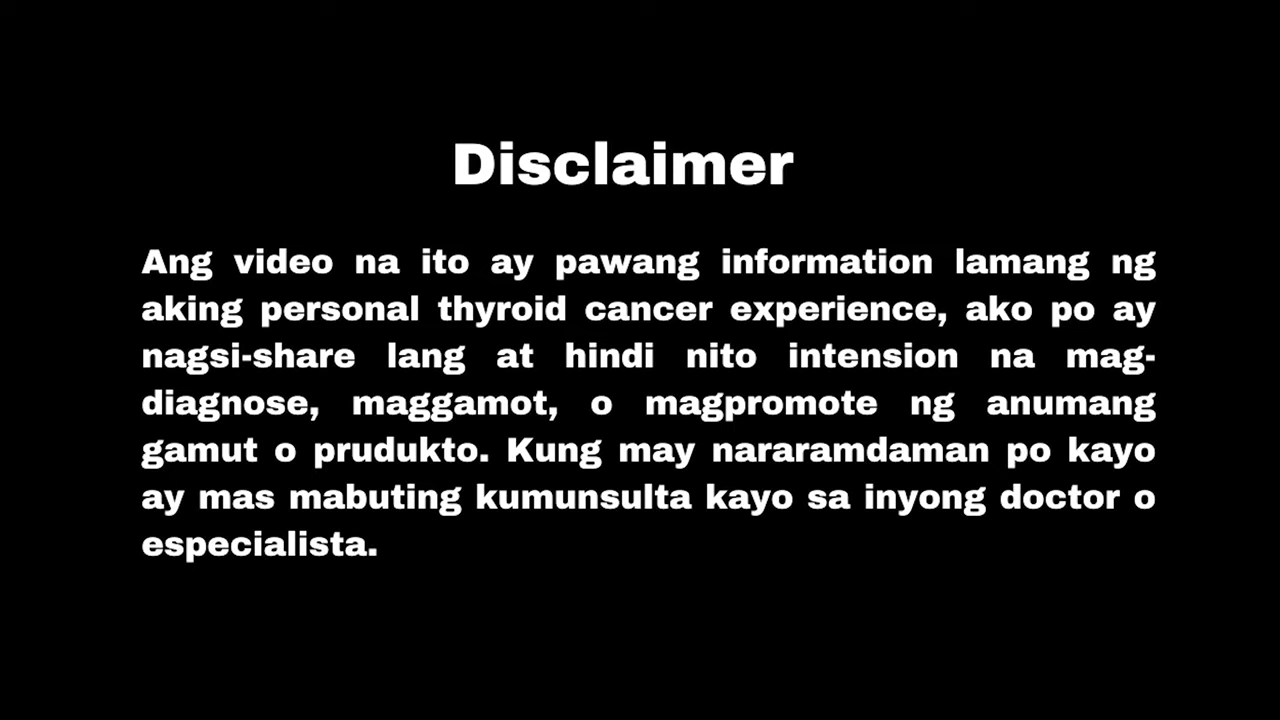 Disclaimer
Ang video na ito ay pawang information lamang ng
aking personal thyroid cancer experience, ako po ay
nagsi-share lang at hindi nito intension na mag-
diagnose, maggamot, o magpromote ng anumang
gamut o prudukto. Kung may nararamdaman po kayo
ay mas mabuting kumunsulta kayo sa inyong doctor o
especialista.